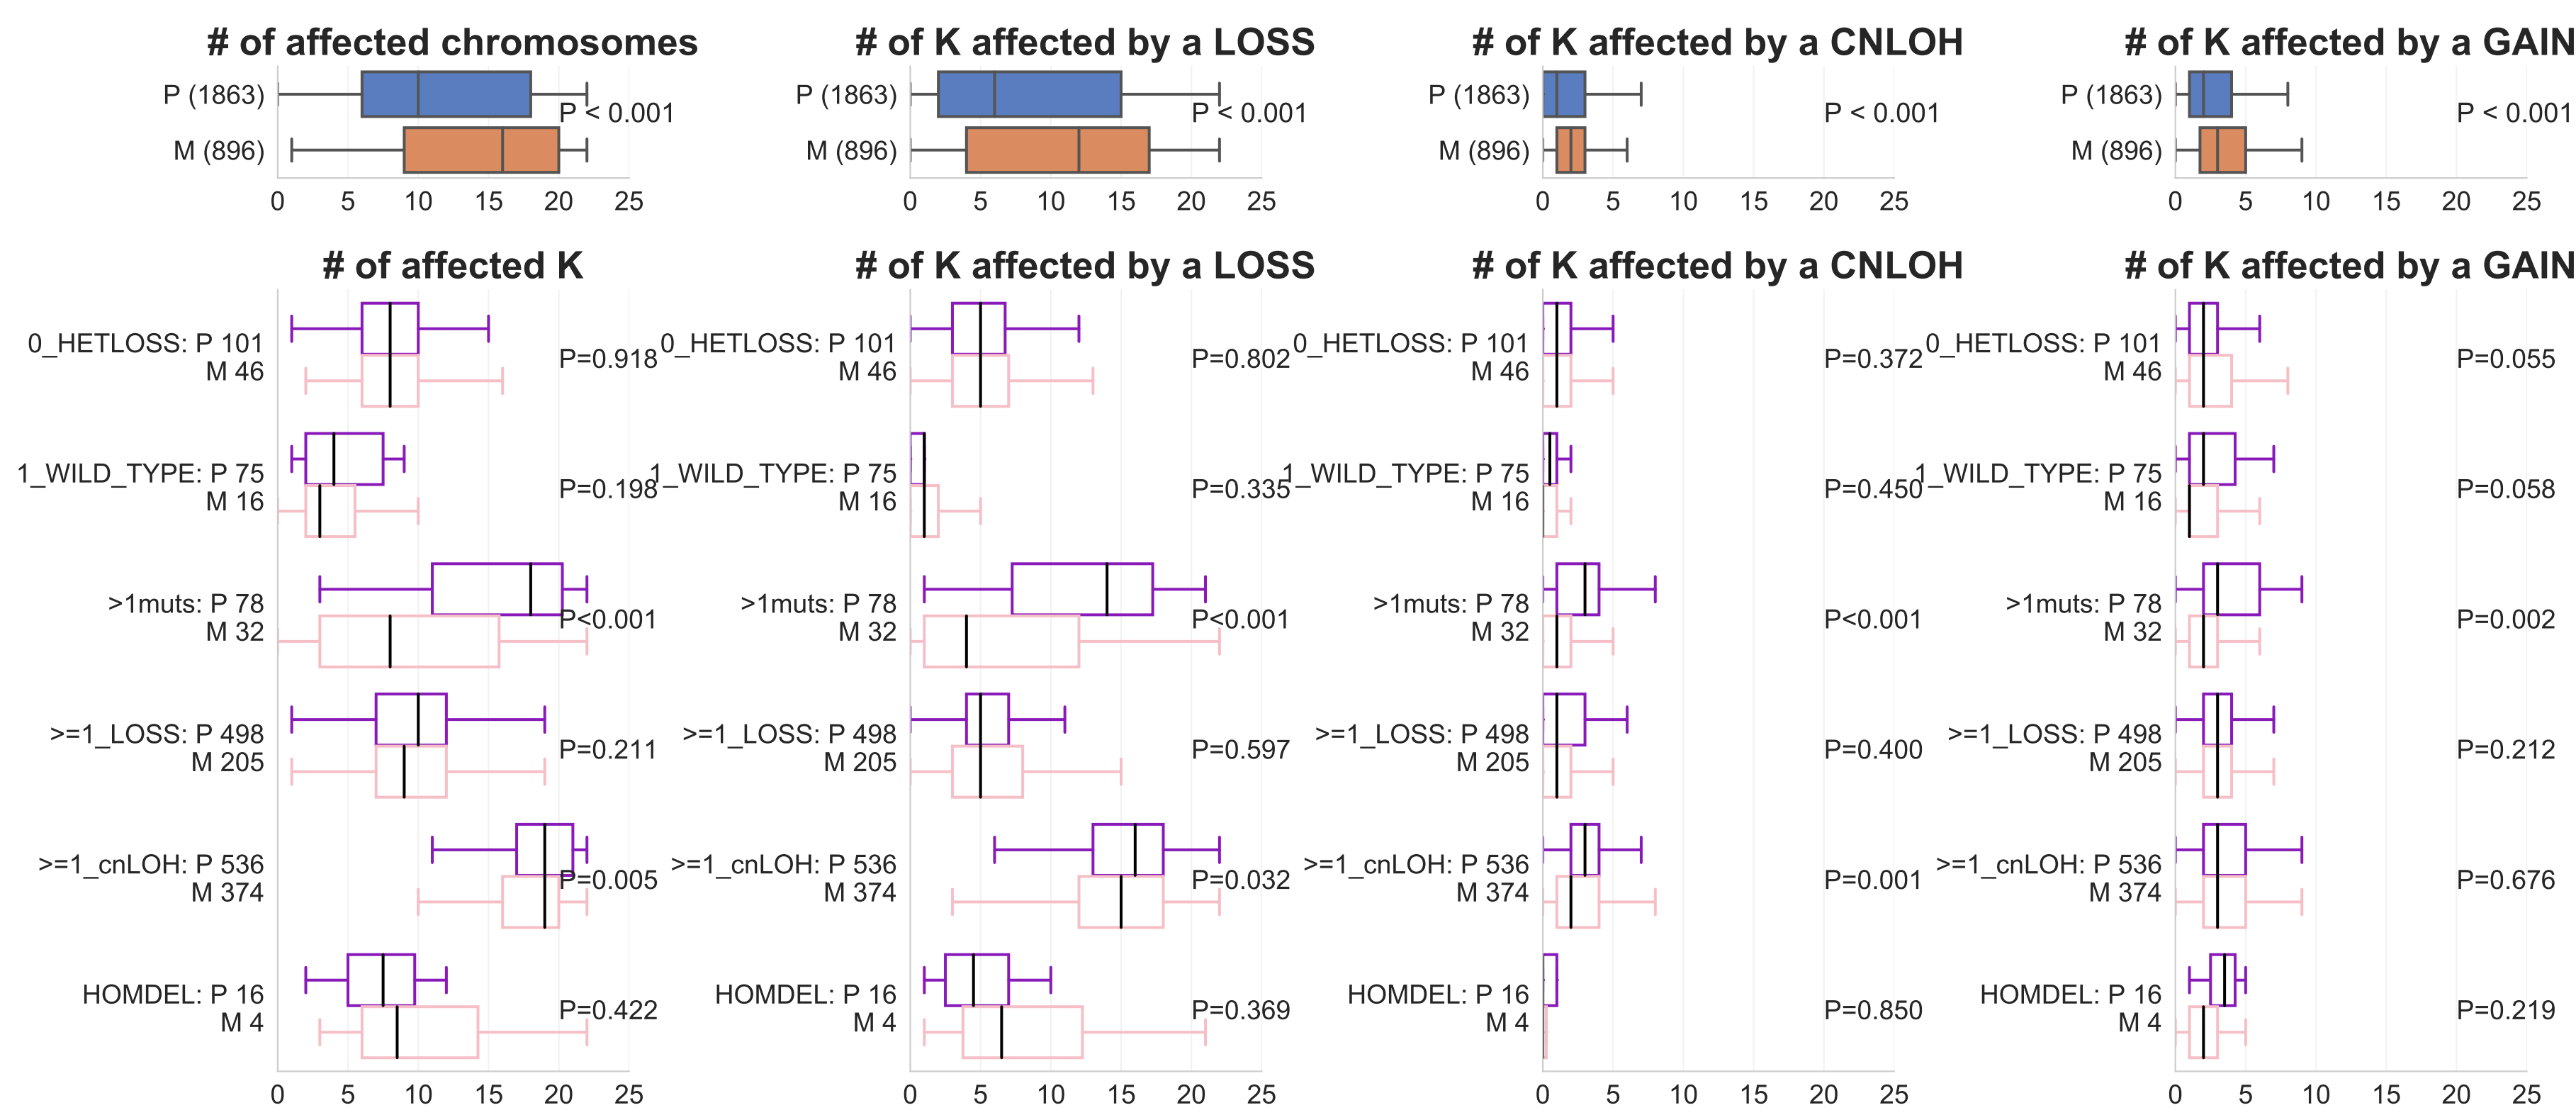 # of affected chromosomes
P (1863)
M (896)
P < 0.001
0 5 10 15 20 25
# of K affected by a LOSS
P (1863)
M (896)
P < 0.001
0 5 10 15 20 25
# of K affected by a CNLOH
P (1863)
M (896)
P < 0.001
0 5 10 15 20 25
# of K affected by a GAIN
P (1863)
M (896)
P < 0.001
0 5 10 15 20 25
# of affected K
0_HETLOSS: P 101
M 46
P=0.918
1_WILD_TYPE: P 75
M 16
P=0.198
>1muts: P 78
M 32
P<0.001
>=1_LOSS: P 498
M 205
P=0.211
>=1_cnLOH: P 536
M 374
P=0.005
HOMDEL: P 16
M 4
P=0.422
0 5 10 15 20 25
# of K affected by a LOSS
0_HETLOSS: P 101
M 46
P=0.802
1_WILD_TYPE: P 75
M 16
P=0.335
>1muts: P 78
M 32
P<0.001
>=1_LOSS: P 498
M 205
P=0.597
>=1_cnLOH: P 536
M 374
P=0.032
HOMDEL: P 16
M 4
P=0.369
0 5 10 15 20 25
# of K affected by a CNLOH
0_HETLOSS: P 101
M 46
P=0.372
1_WILD_TYPE: P 75
M 16
P=0.450
>1muts: P 78
M 32
P<0.001
>=1_LOSS: P 498
M 205
P=0.400
>=1_cnLOH: P 536
M 374
P=0.001
HOMDEL: P 16
M 4
P=0.850
0 5 10 15 20 25
# of K affected by a GAIN
0_HETLOSS: P 101
M 46
P=0.055
1_WILD_TYPE: P 75
M 16
P=0.058
>1muts: P 78
M 32
P=0.002
>=1_LOSS: P 498
M 205
P=0.212
>=1_cnLOH: P 536
M 374
P=0.676
HOMDEL: P 16
M 4
P=0.219
0 5 10 15 20 25